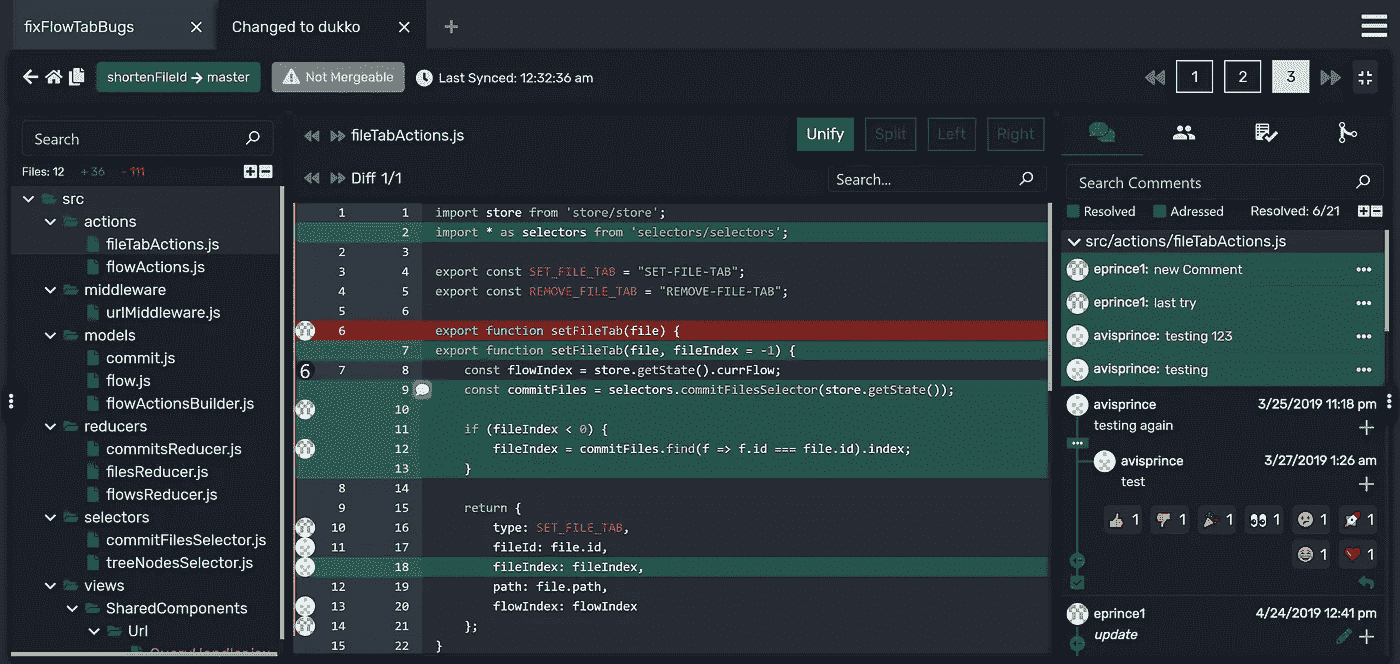 fixFlowTabBugs
Changed to dukko
shortenFileId → master
Not Mergeable
Last Synced: 12:32:36 am
1 2 3
Search
Files: 12 +36 -111
src
actions
fileTabActions.js
flowActions.js
middleware
urlMiddleware.js
models
commit.js
flow.js
flowActionsBuilder.js
reducers
commitsReducer.js
filesReducer.js
flowsReducer.js
selectors
commitFilesSelector.js
treeNodesSelector.js
views
SharedComponents
Url
fileTabActions.js
Unify Split Left Right
Diff 1/1
Search...
1 1 import store from 'store/store';
2 import * as selectors from 'selectors/selectors';
2 3
3 4 export const SET_FILE_TAB = "SET-FILE-TAB";
4 5 export const REMOVE_FILE_TAB = "REMOVE-FILE-TAB";
5 6
6 export function setFileTab(file) {
7 export function setFileTab(file, fileIndex = -1) {
6 7 8 const flowIndex = store.getState().currFlow;
9 const commitFiles = selectors.commitFilesSelector(store.getState());
10
11 if (fileIndex < 0) {
12 fileIndex = commitFiles.find(f => f.id === file.id).index;
13 }
8 14
9 15 return {
10 16 type: SET_FILE_TAB,
11 17 fileId: file.id,
18 fileIndex: fileIndex,
12 19 path: file.path,
13 20 flowIndex: flowIndex
14 21 };
15 22 }
Search Comments
Resolved Adressed Resolved: 6/21
src/actions/fileTabActions.js
eprince1: new Comment
eprince1: last try
avisprince: testing 123
avisprince: testing
avisprince 3/25/2019 11:18 pm
testing again
avisprince 3/27/2019 1:26 am
test
1 1 1 1 1 1
1 1
eprince1 4/24/2019 12:41 pm
update